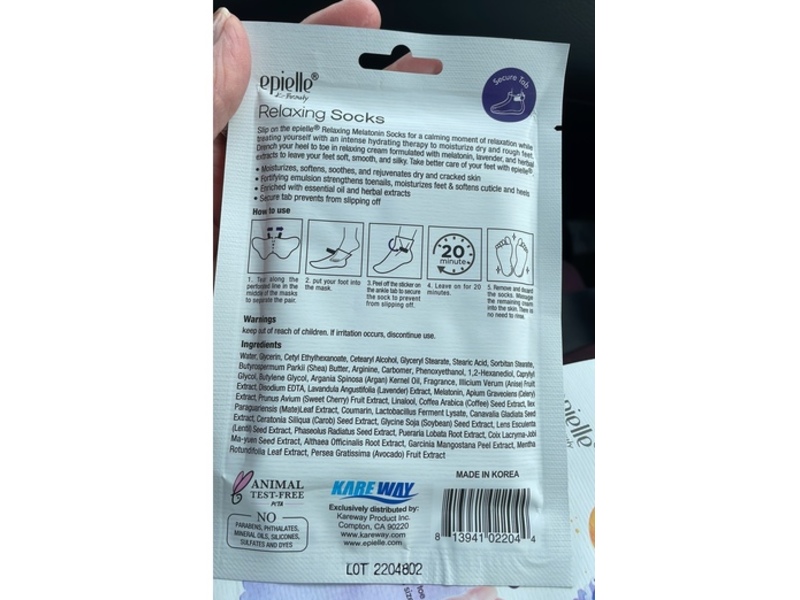 epielle®
K-Beauty
Secure Tab
Relaxing Socks
Slip on the epielle® Relaxing Melatonin Socks for a calming moment of relaxation while
treating yourself with an intense hydrating therapy to moisturize dry and rough feet.
Drench your heel to toe in relaxing cream formulated with melatonin, lavender, and herbal
extracts to leave your feet soft, smooth, and silky. Take better care of your feet with epielle®.
• Moisturizes, softens, soothes, and rejuvenates dry and cracked skin
• Fortifying emulsion strengthens toenails, moisturizes feet & softens cuticle and heels
• Enriched with essential oil and herbal extracts
• Secure tab prevents from slipping off
How to use
20
minute
1. Tear along the
perforated line in the
middle of the masks
to separate the pair.
2. put your foot into
the mask.
3. Peel off the sticker on
the ankle tab to secure
the sock to prevent
from slipping off.
4. Leave on for 20
minutes.
5. Remove and discard
the socks. Massage
the remaining cream
into the skin. There is
no need to rinse.
Warnings
keep out of reach of children. If irritation occurs, discontinue use.
Ingredients
Water, Glycerin, Cetyl Ethylhexanoate, Cetearyl Alcohol, Glyceryl Stearate, Stearic Acid, Sorbitan Stearate,
Butyrospermum Parkii (Shea) Butter, Arginine, Carbomer, Phenoxyethanol, 1,2-Hexanediol, Caprylyl
Glycol, Butylene Glycol, Argania Spinosa (Argan) Kernel Oil, Fragrance, Illicium Verum (Anise) Fruit
Extract, Disodium EDTA, Lavandula Angustifolia (Lavender) Extract, Melatonin, Apium Graveolens (Celery)
Extract, Prunus Avium (Sweet Cherry) Fruit Extract, Linalool, Coffea Arabica (Coffee) Seed Extract, Ilex
Paraguariensis (Mate)Leaf Extract, Coumarin, Lactobacillus Ferment Lysate, Canavalia Gladiata Seed
Extract, Ceratonia Siliqua (Carob) Seed Extract, Glycine Soja (Soybean) Seed Extract, Lens Esculenta
(Lentil) Seed Extract, Phaseolus Radiatus Seed Extract, Pueraria Lobata Root Extract, Coix Lacryma-Jobi
Ma-yuen Seed Extract, Althaea Officinalis Root Extract, Garcinia Mangostana Peel Extract, Mentha
Rotundifolia Leaf Extract, Persea Gratissima (Avocado) Fruit Extract
ANIMAL
TEST-FREE
PETA
NO
PARABENS, PHTHALATES,
MINERAL OILS, SILICONES,
SULFATES AND DYES
KAREWAY
Exclusively distributed by:
Kareway Product Inc.
Compton, CA 90220
www.kareway.com
www.epielle.com
MADE IN KOREA
8 13941 02204 4
LOT 2204802